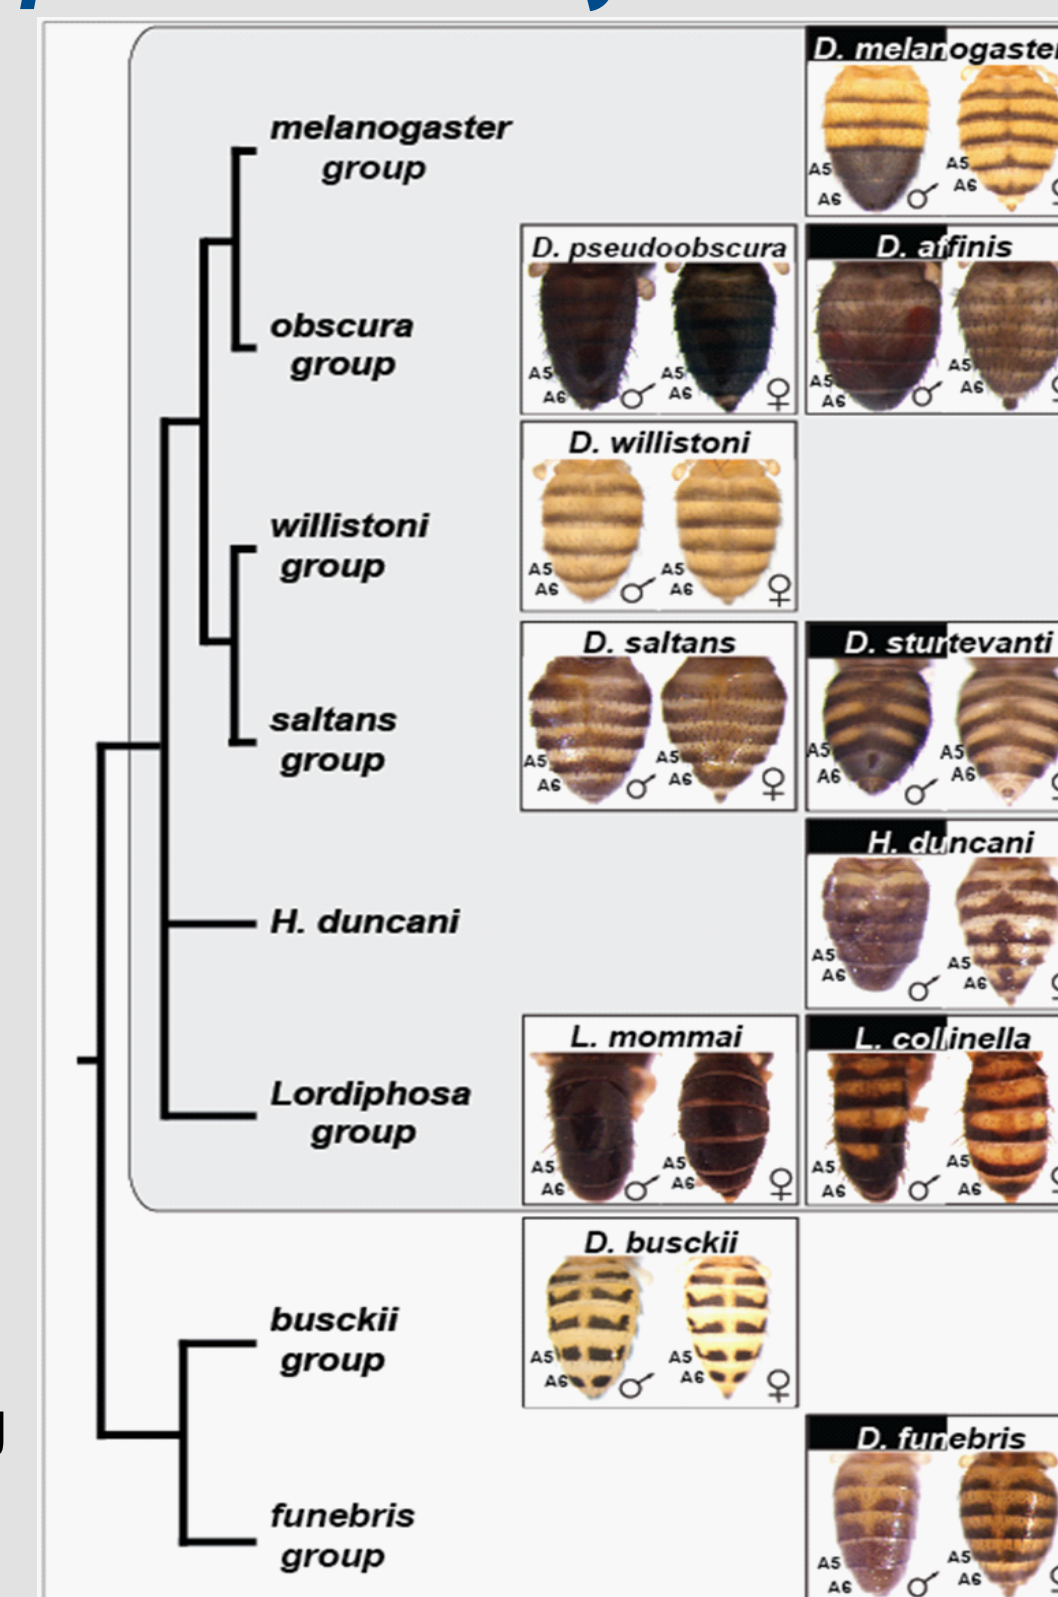 melanogaster
group
D. melanogaster
A5
A6
♂
A5
A6
obscura
group
D. pseudoobscura
A5
A6
♂
A5
A6
♀
D. affinis
A5
A6
♂
A5
A6
willistoni
group
D. willistoni
A5
A6
♂
A5
A6
♀
saltans
group
D. saltans
A5
A6
♂
A5
A6
♀
D. sturtevanti
A5
A6
♂
A5
A6
H. duncani
H. duncani
A5
A6
♂
A5
A6
Lordiphosa
group
L. mommai
A5
A6
♂
A5
A6
♀
L. collinella
A5
A6
♂
A5
A6
busckii
group
D. busckii
A5
A6
♂
A5
A6
♀
funebris
group
D. funebris
A5
A6
♂
A5
A6